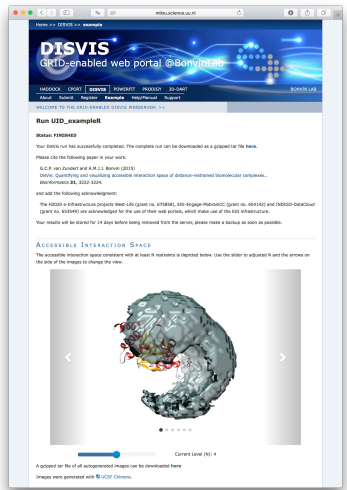 milou.science.uu.nl
Home >> DISVIS >> example
DISVIS
GRID-enabled web portal @BonvinLab
HADDOCK CPORT DISVIS POWERFIT PRODIGY 3D-DART BONVIN LAB
About Submit Register Example Help/Manual Support
WELCOME TO THE GRID-ENABLED DISVIS WEBSERVER! >>
Run UID_exampleR
Status: FINISHED
Your DisVis run has successfully completed. The complete run can be downloaded as a gzipped tar file here.
Please cite the following paper in your work:
G.C.P. van Zundert and A.M.J.J. Bonvin (2015)
DisVis: Quantifying and visualizing accessible interaction space of distance-restrained biomolecular complexes..
Bioinformatics 31, 3222-3224.
and add the following acknowledgment:
The H2020 e-Infrastructure projects West-Life (grant no. 675858), EGI-Engage-MoBrainCC (grant no. 654142) and INDIGO-DataCloud
(grant no. 653549) are acknowledged for the use of their web portals, which make use of the EGI infrastructure.
Your results will be stored for 14 days before being removed from the server, please make a backup as soon as possible.
ACCESSIBLE INTERACTION SPACE
The accessible interaction space consistent with at least N restraints is depicted below. Use the slider to adjusted N and the arrows on
the side of the images to change the view.
Current Level (N): 4
A gzipped tar file of all autogenerated images can be downloaded here
Images were generated with UCSF Chimera.